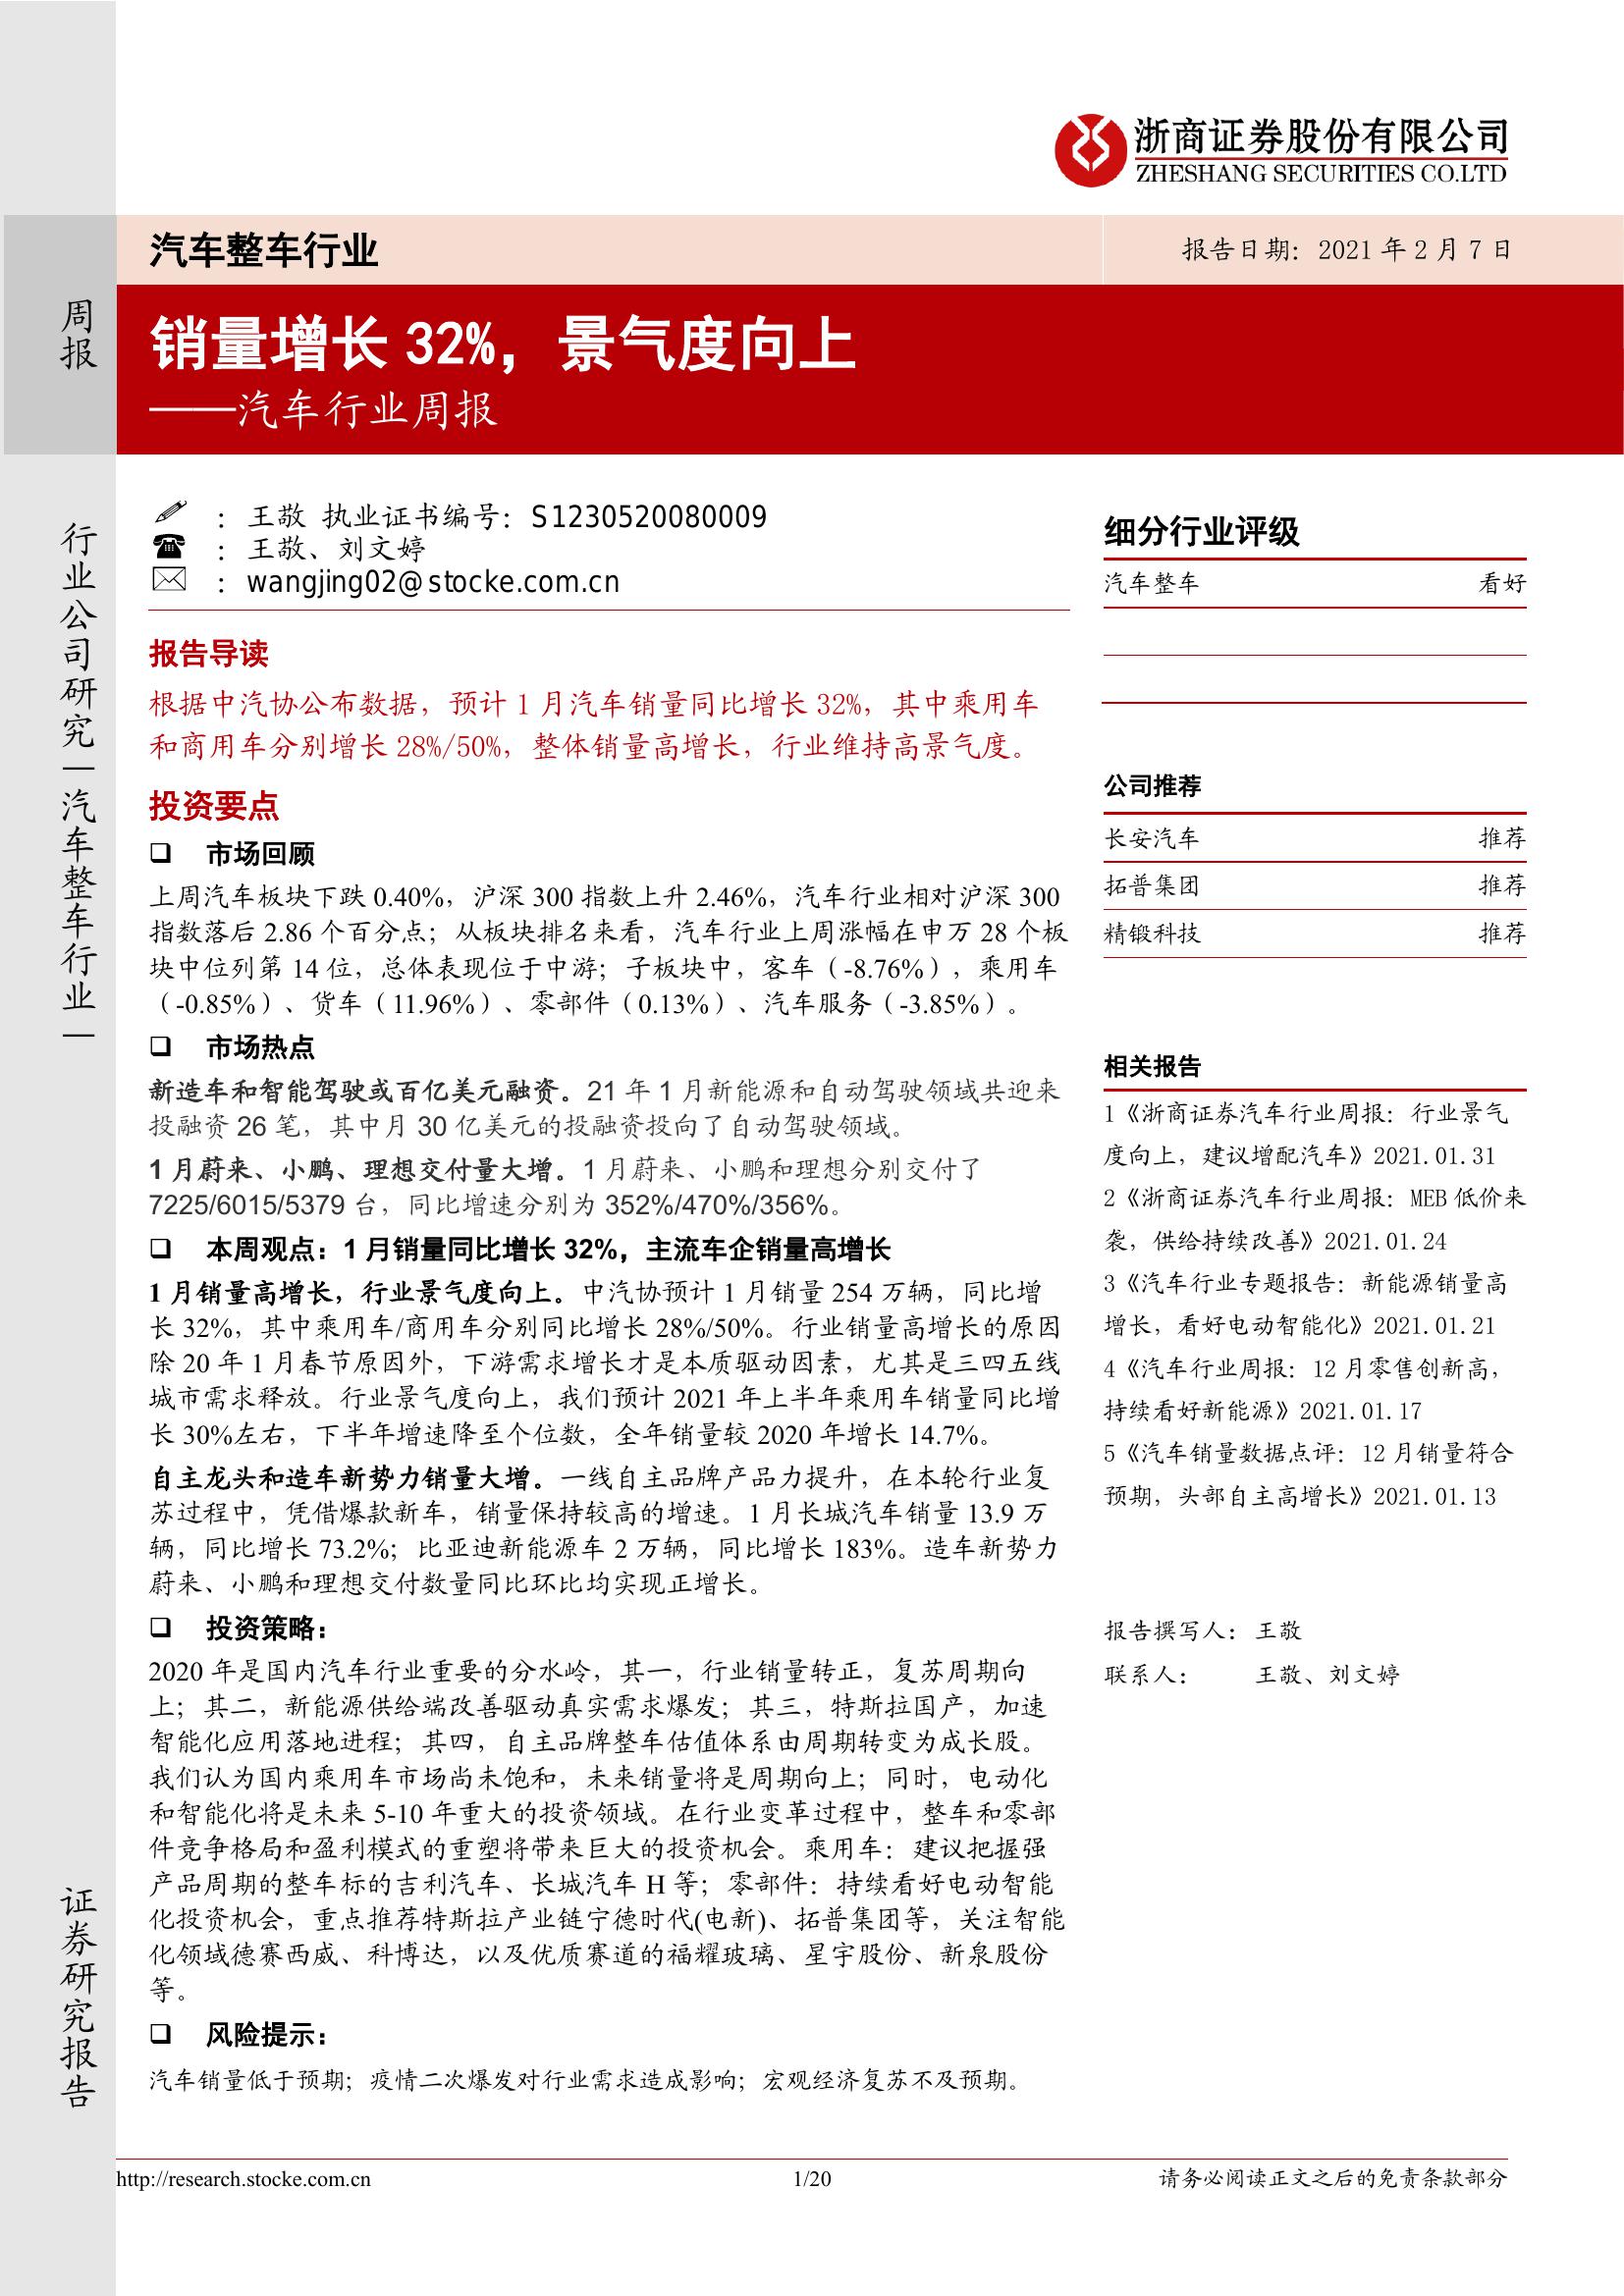 浙商证券股份有限公司
ZHESHANG SECURITIES CO.LTD
汽车整车行业
报告日期：2021 年 2 月 7 日
周报
销量增长 32%，景气度向上
——汽车行业周报
行业公司研究｜汽车整车行业｜
证券研究报告
：王敬 执业证书编号：S1230520080009
：王敬、刘文婷
：wangjing02@stocke.com.cn
报告导读
根据中汽协公布数据，预计 1 月汽车销量同比增长 32%，其中乘用车
和商用车分别增长 28%/50%，整体销量高增长，行业维持高景气度。
投资要点
❑ 市场回顾
上周汽车板块下跌 0.40%，沪深 300 指数上升 2.46%，汽车行业相对沪深 300
指数落后 2.86 个百分点；从板块排名来看，汽车行业上周涨幅在申万 28 个板
块中位列第 14 位，总体表现位于中游；子板块中，客车（-8.76%），乘用车
（-0.85%）、货车（11.96%）、零部件（0.13%）、汽车服务（-3.85%）。
❑ 市场热点
新造车和智能驾驶或百亿美元融资。21 年 1 月新能源和自动驾驶领域共迎来
投融资 26 笔，其中月 30 亿美元的投融资投向了自动驾驶领域。
1 月蔚来、小鹏、理想交付量大增。1 月蔚来、小鹏和理想分别交付了
7225/6015/5379 台，同比增速分别为 352%/470%/356%。
❑ 本周观点：1 月销量同比增长 32%，主流车企销量高增长
1 月销量高增长，行业景气度向上。中汽协预计 1 月销量 254 万辆，同比增
长 32%，其中乘用车/商用车分别同比增长 28%/50%。行业销量高增长的原因
除 20 年 1 月春节原因外，下游需求增长才是本质驱动因素，尤其是三四五线
城市需求释放。行业景气度向上，我们预计 2021 年上半年乘用车销量同比增
长 30%左右，下半年增速降至个位数，全年销量较 2020 年增长 14.7%。
自主龙头和造车新势力销量大增。一线自主品牌产品力提升，在本轮行业复
苏过程中，凭借爆款新车，销量保持较高的增速。1 月长城汽车销量 13.9 万
辆，同比增长 73.2%；比亚迪新能源车 2 万辆，同比增长 183%。造车新势力
蔚来、小鹏和理想交付数量同比环比均实现正增长。
❑ 投资策略：
2020 年是国内汽车行业重要的分水岭，其一，行业销量转正，复苏周期向
上；其二，新能源供给端改善驱动真实需求爆发；其三，特斯拉国产，加速
智能化应用落地进程；其四，自主品牌整车估值体系由周期转变为成长股。
我们认为国内乘用车市场尚未饱和，未来销量将是周期向上；同时，电动化
和智能化将是未来 5-10 年重大的投资领域。在行业变革过程中，整车和零部
件竞争格局和盈利模式的重塑将带来巨大的投资机会。乘用车：建议把握强
产品周期的整车标的吉利汽车、长城汽车 H 等；零部件：持续看好电动智能
化投资机会，重点推荐特斯拉产业链宁德时代(电新)、拓普集团等，关注智能
化领域德赛西威、科博达，以及优质赛道的福耀玻璃、星宇股份、新泉股份
等。
❑ 风险提示：
汽车销量低于预期；疫情二次爆发对行业需求造成影响；宏观经济复苏不及预期。
细分行业评级
汽车整车 看好
公司推荐
长安汽车 推荐
拓普集团 推荐
精锻科技 推荐
相关报告
1《浙商证券汽车行业周报：行业景气
度向上，建议增配汽车》2021.01.31
2《浙商证券汽车行业周报：MEB 低价来
袭，供给持续改善》2021.01.24
3《汽车行业专题报告：新能源销量高
增长，看好电动智能化》2021.01.21
4《汽车行业周报：12 月零售创新高，
持续看好新能源》2021.01.17
5《汽车销量数据点评：12 月销量符合
预期，头部自主高增长》2021.01.13
报告撰写人：王敬
联系人： 王敬、刘文婷
http://research.stocke.com.cn
1/20
请务必阅读正文之后的免责条款部分